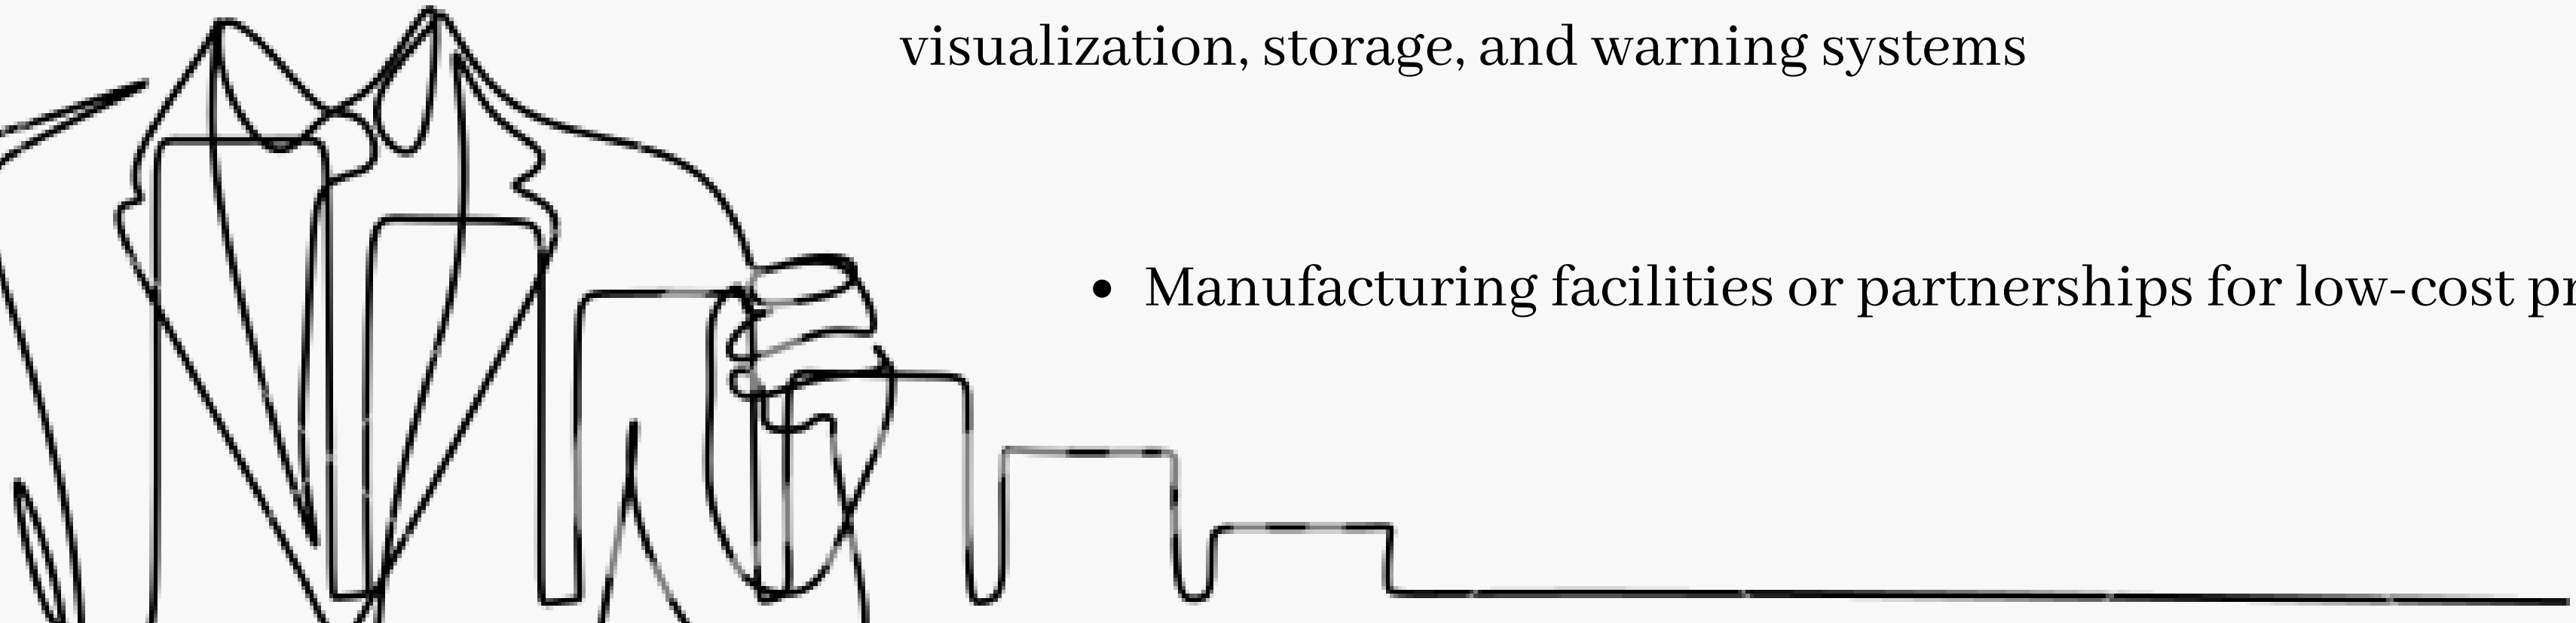 visualization, storage, and warning systems
• Manufacturing facilities or partnerships for low-cost